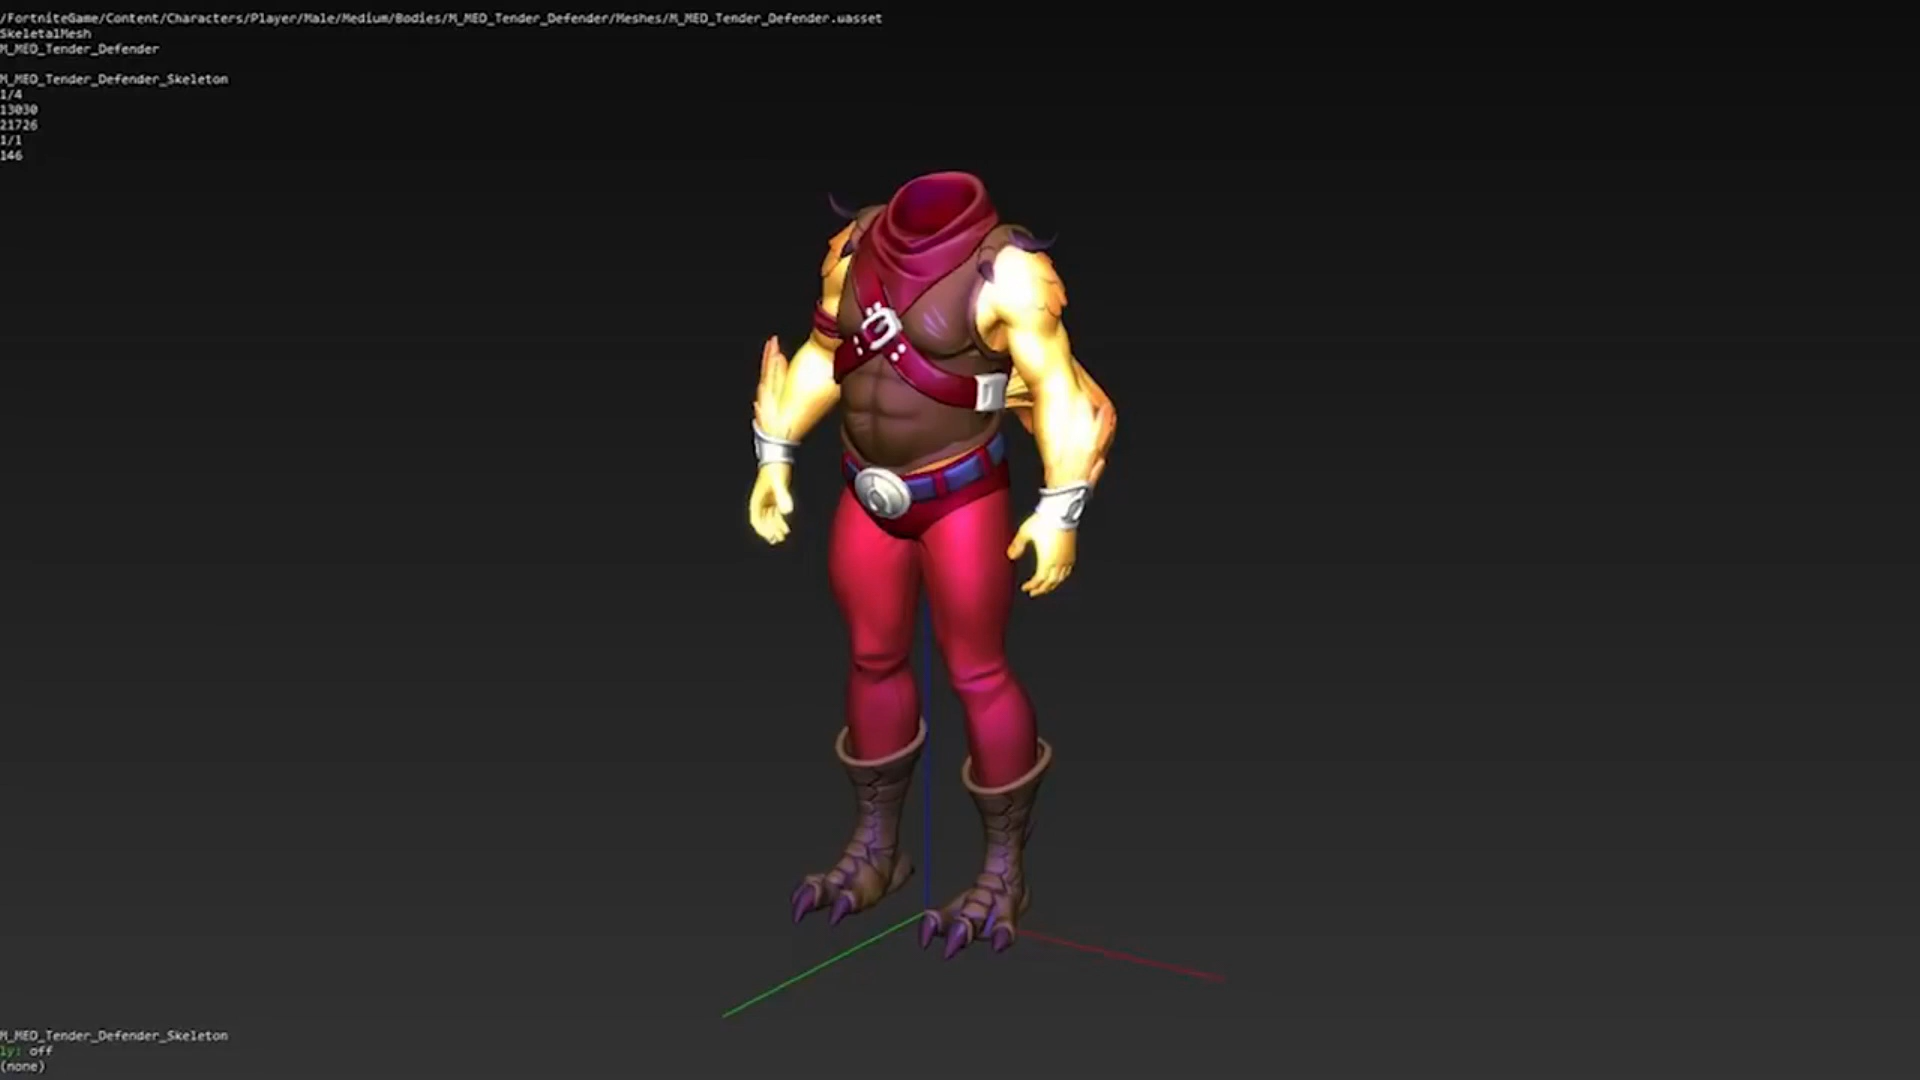 /FortniteGame/Content/Characters/Player/Male/Medium/Bodies/M_MED_Tender_Defender/Meshes/M_MED_Tender_Defender.uasset
SkeletalMesh
M_MED_Tender_Defender
M_MED_Tender_Defender_Skeleton
1/4
13030
21726
1/1
146
M_MED_Tender_Defender_Skeleton
ly: off
(none)